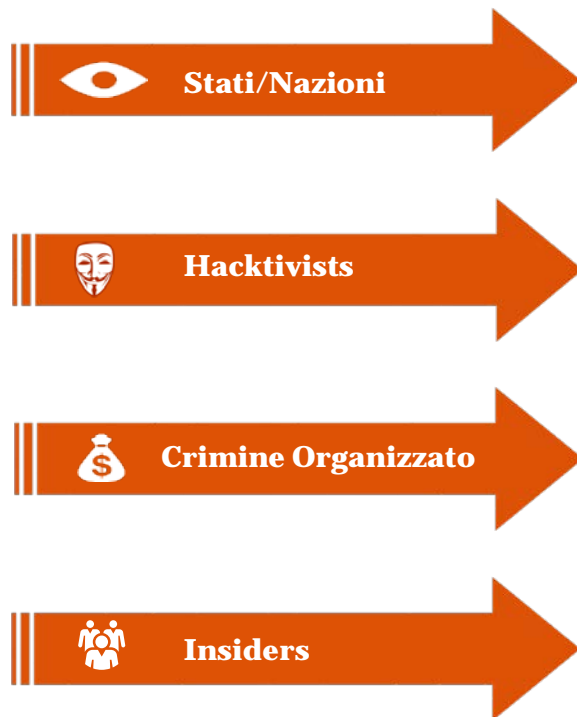 Stati/Nazioni
Hacktivists
$
Crimine Organizzato
Insiders